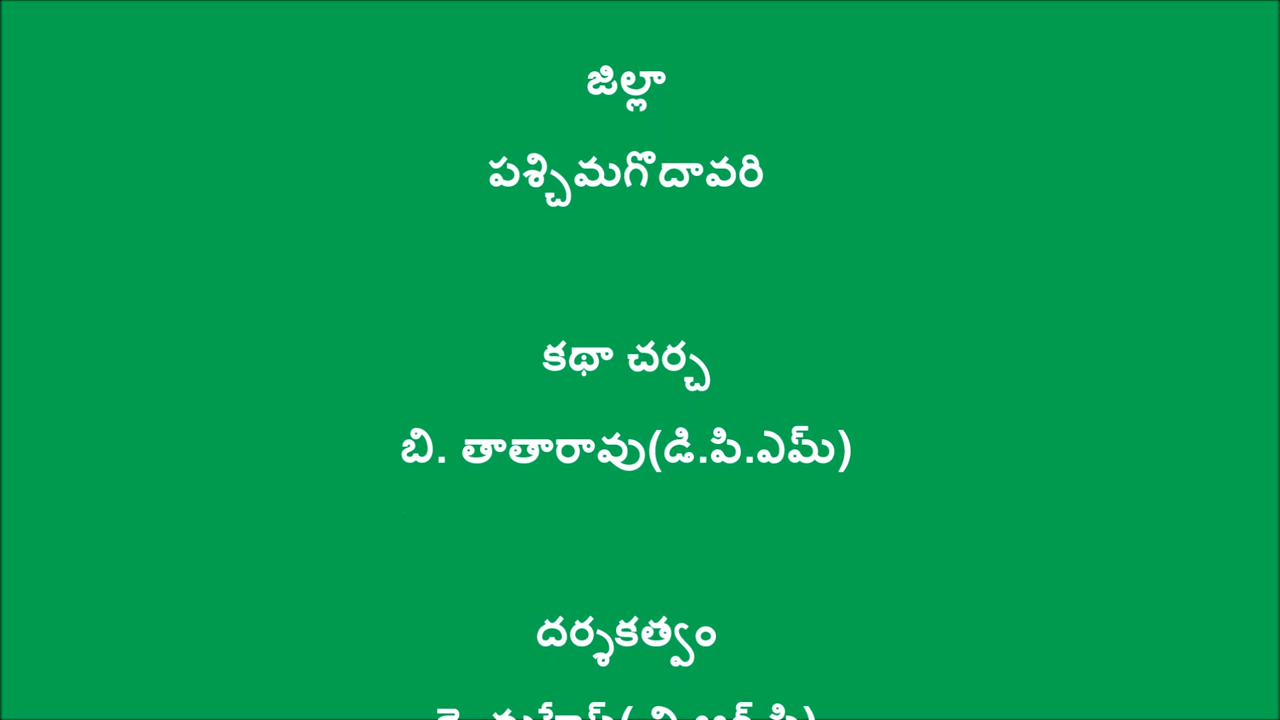 జిల్లా
పశ్చిమగొదావరి
కథా చర్చ
బి. తాతారావు(డి.పి.ఎమ్)
దర్శకత్వం